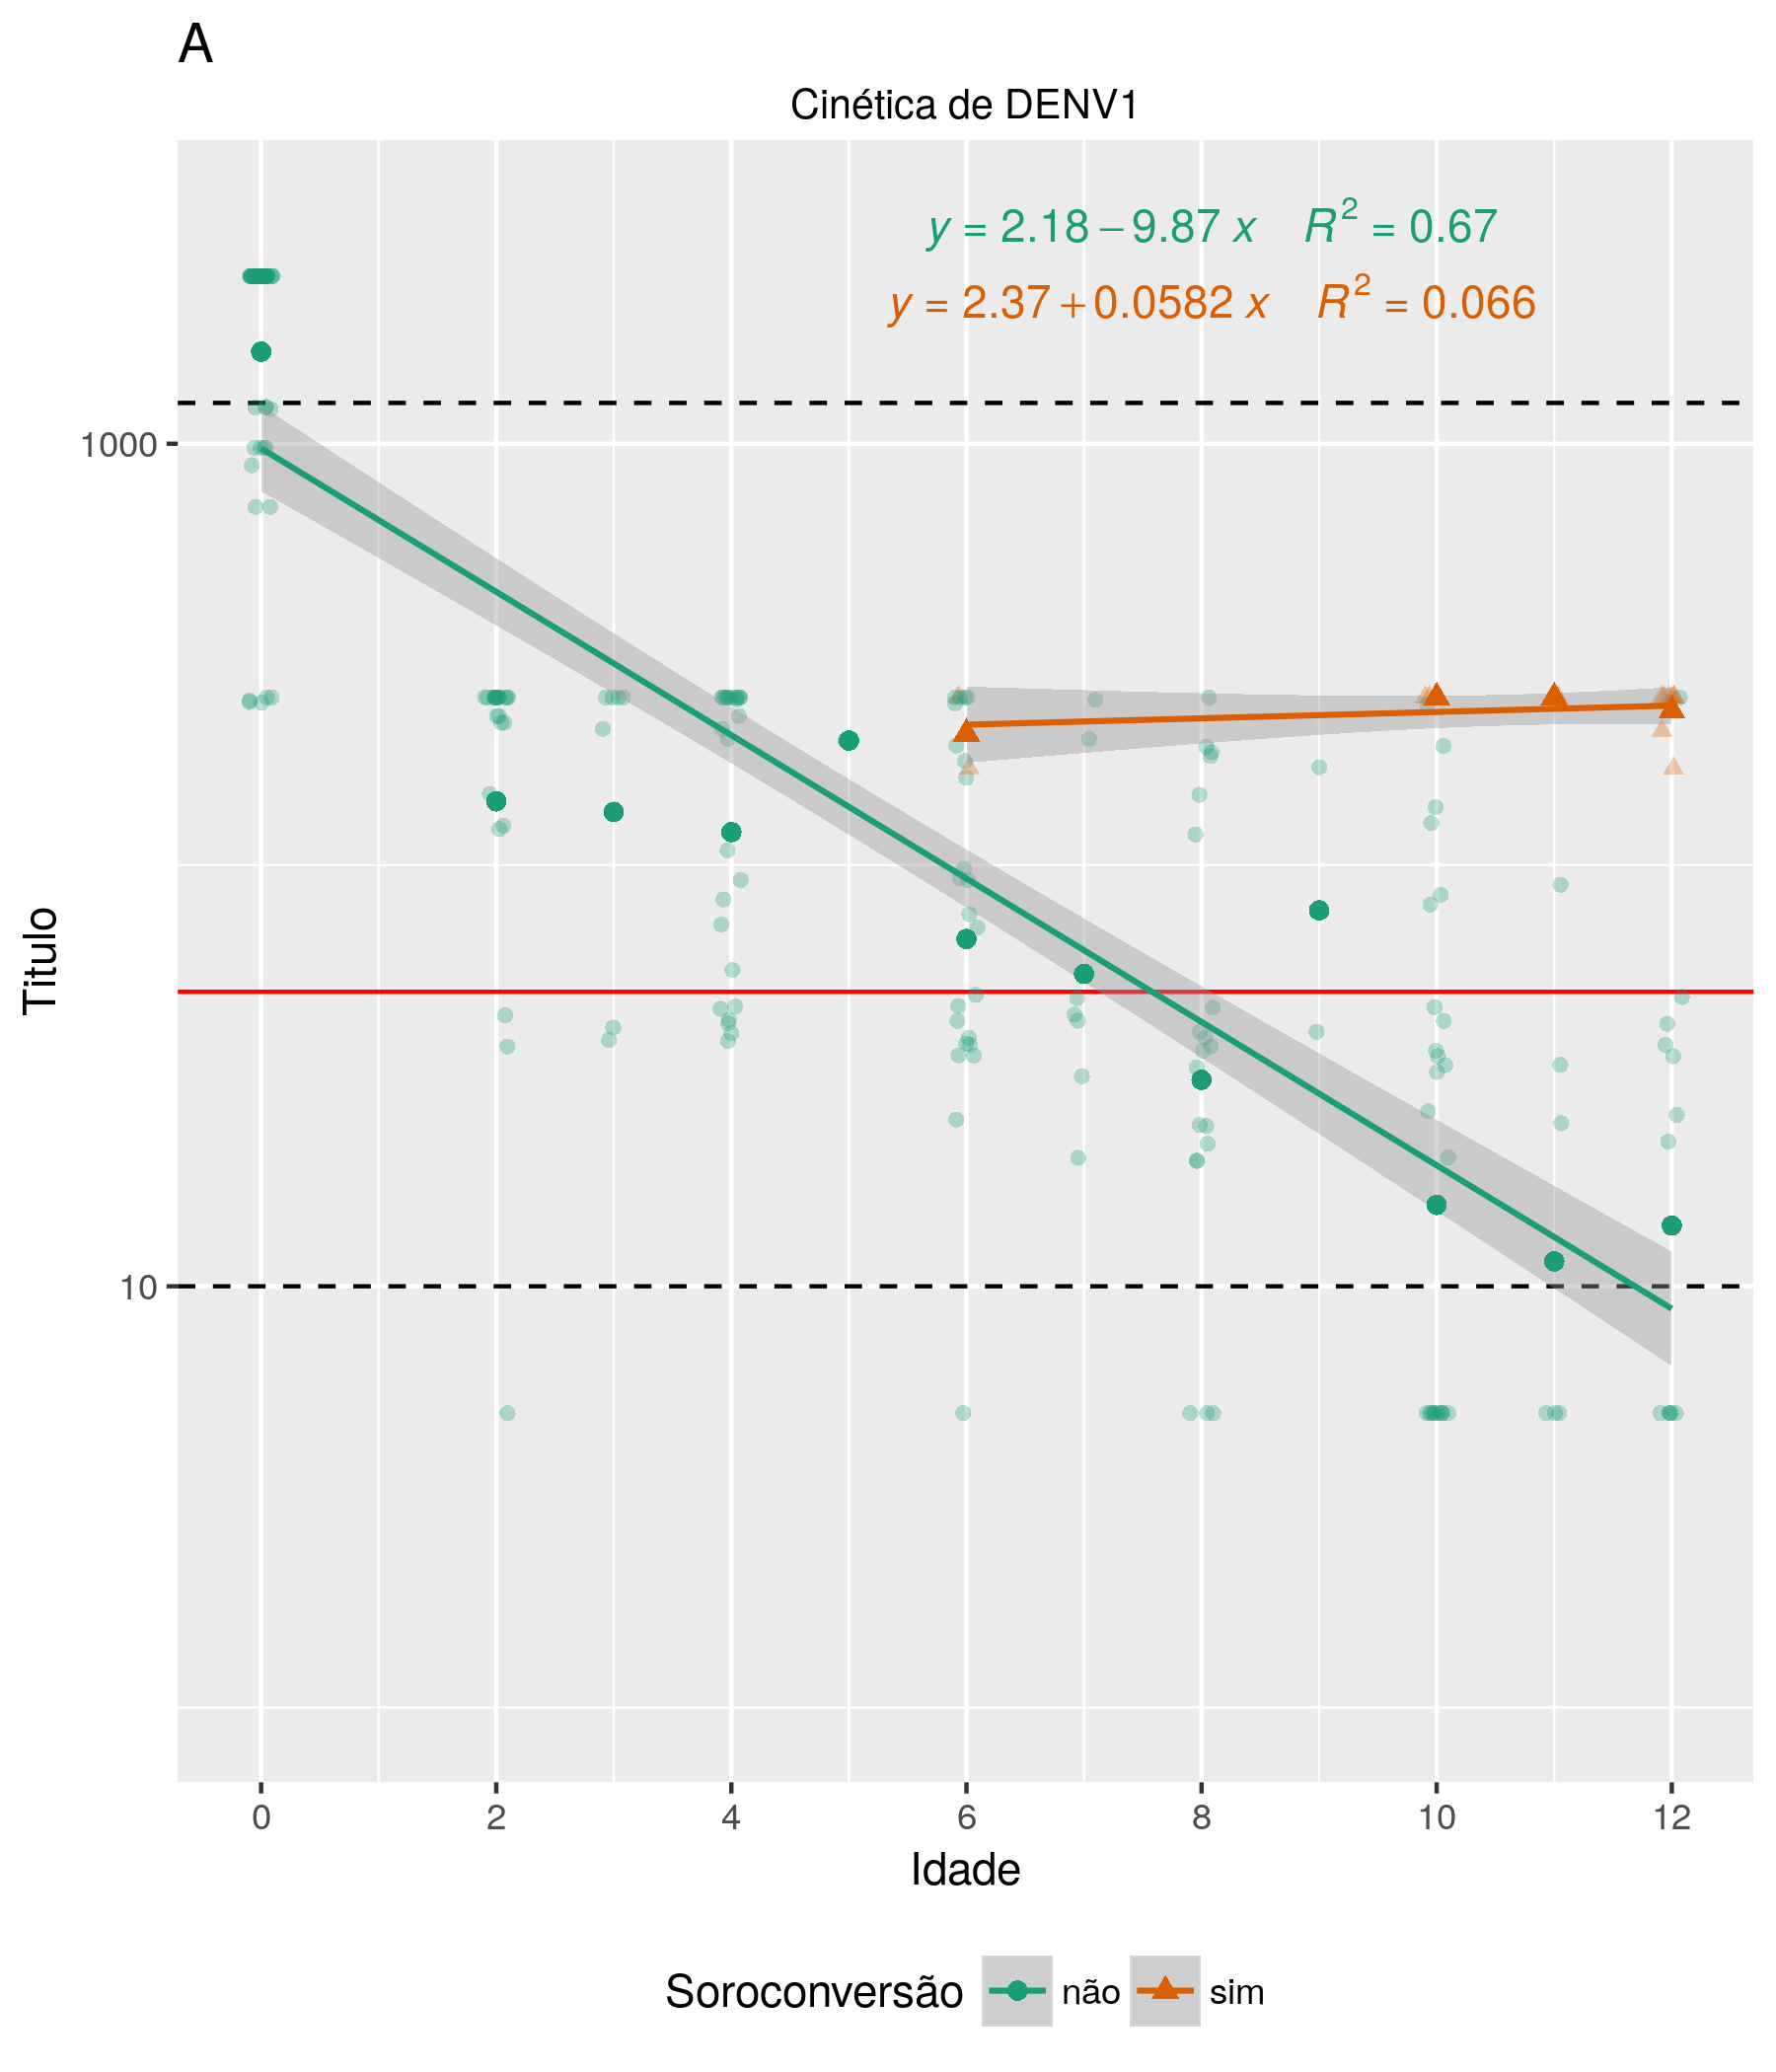 A
Cinética de DENV1
y = 2.18 − 9.87 x R² = 0.67
y = 2.37 + 0.0582 x R² = 0.066
1000
10
Titulo
0 2 4 6 8 10 12
Idade
Soroconversão não sim